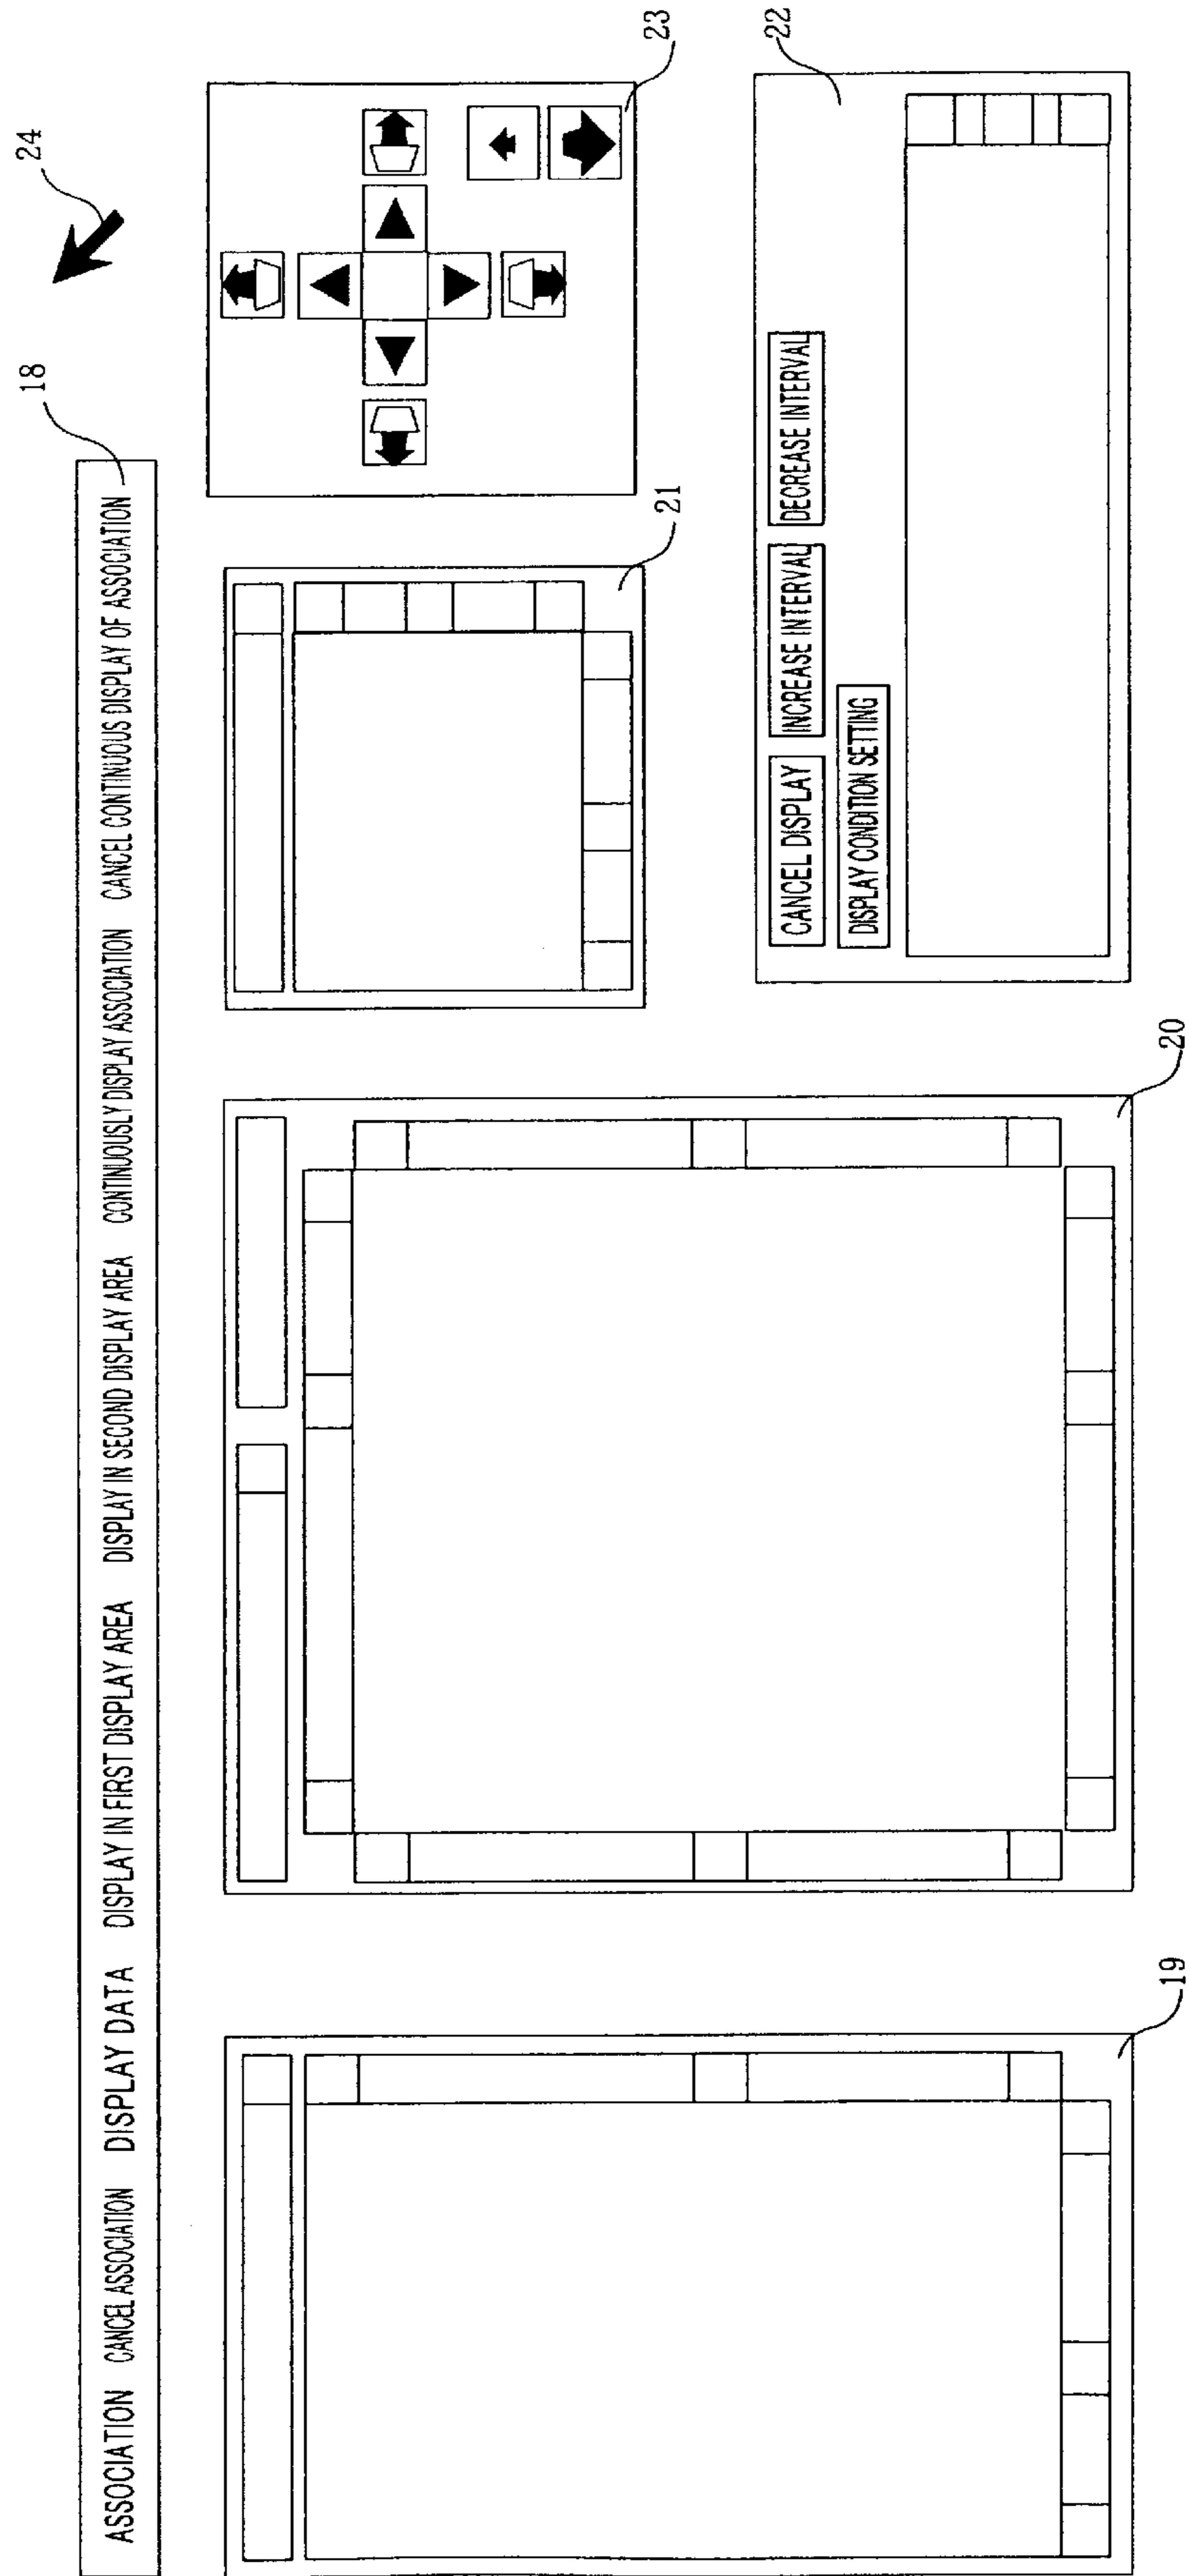 24
18
ASSOCIATION CANCEL ASSOCIATION DISPLAY DATA DISPLAY IN FIRST DISPLAY AREA DISPLAY IN SECOND DISPLAY AREA CONTINUOUSLY DISPLAY ASSOCIATION CANCEL CONTINUOUS DISPLAY OF ASSOCIATION
23
21
CANCEL DISPLAY INCREASE INTERVAL DECREASE INTERVAL
DISPLAY CONDITION SETTING
22
19
20